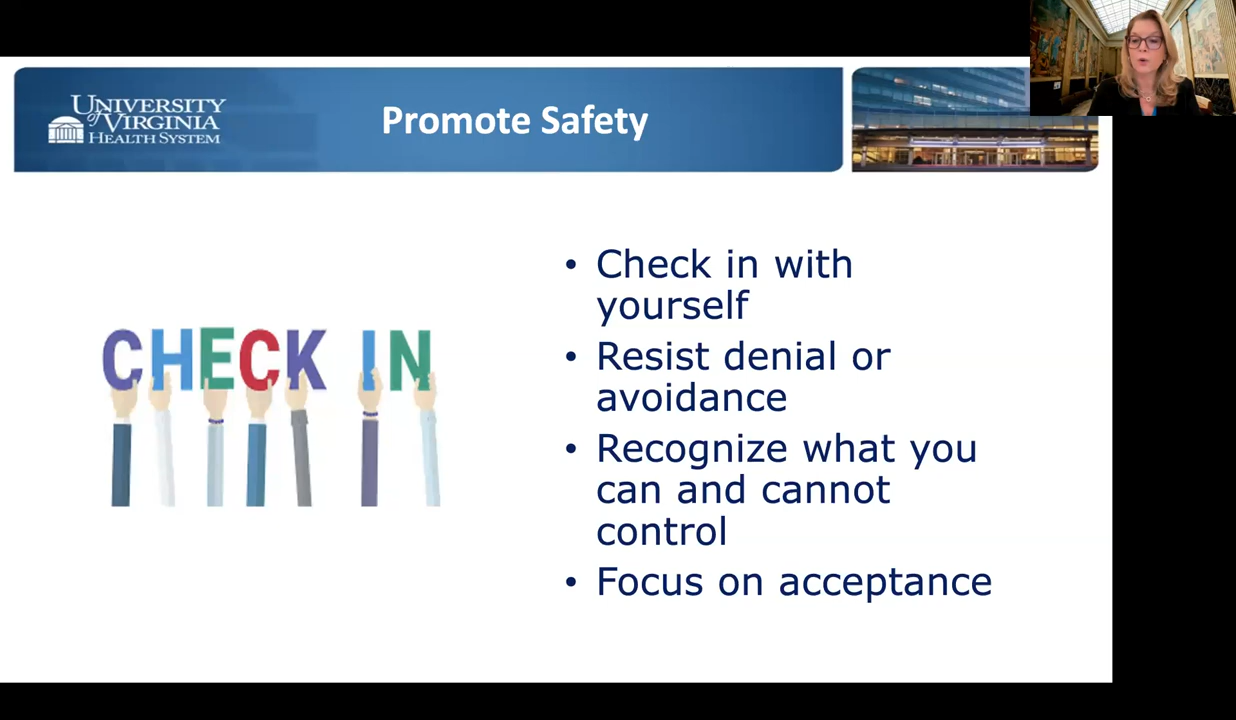 UNIVERSITY
of VIRGINIA
HEALTH SYSTEM
Promote Safety
CHECK IN
• Check in with
yourself
• Resist denial or
avoidance
• Recognize what you
can and cannot
control
• Focus on acceptance